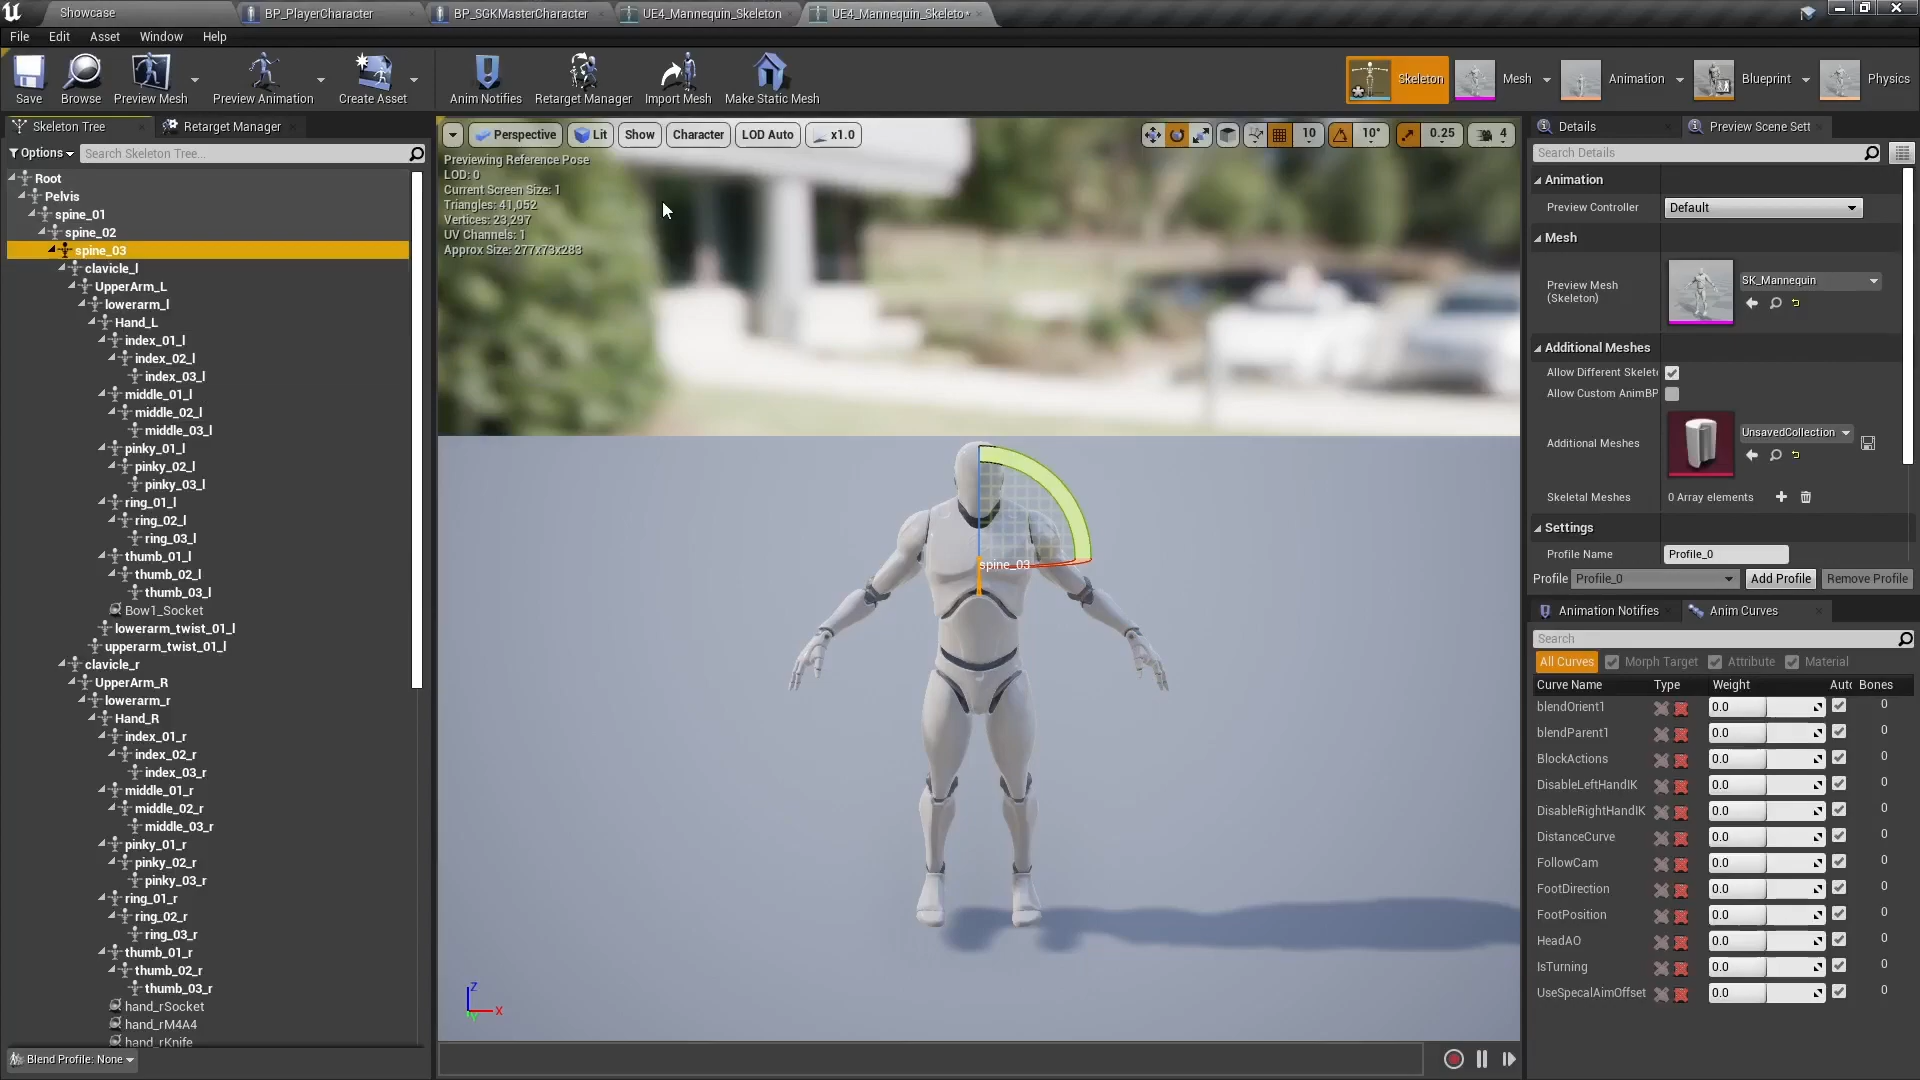 Showcase
BP_PlayerCharacter
BP_SGKMasterCharacter
UE4_Mannequin_Skeleton
UE4_Mannequin_Skeleto*
File
Edit
Asset
Window
Help
Save
Browse
Preview Mesh
Preview Animation
Create Asset
Anim Notifies
Retarget Manager
Import Mesh
Make Static Mesh
Skeleton
Mesh
Animation
Blueprint
Physics
Skeleton Tree
Retarget Manager
Options
Search Skeleton Tree...
Root
Pelvis
spine_01
spine_02
spine_03
clavicle_l
UpperArm_L
lowerarm_l
Hand_L
index_01_l
index_02_l
index_03_l
middle_01_l
middle_02_l
middle_03_l
pinky_01_l
pinky_02_l
pinky_03_l
ring_01_l
ring_02_l
ring_03_l
thumb_01_l
thumb_02_l
thumb_03_l
Bow1_Socket
lowerarm_twist_01_l
upperarm_twist_01_l
clavicle_r
UpperArm_R
lowerarm_r
Hand_R
index_01_r
index_02_r
index_03_r
middle_01_r
middle_02_r
middle_03_r
pinky_01_r
pinky_02_r
pinky_03_r
ring_01_r
ring_02_r
ring_03_r
thumb_01_r
thumb_02_r
thumb_03_r
hand_rSocket
hand_rM4A4
hand_rKnife
Blend Profile: None
Perspective
Lit
Show
Character
LOD Auto
x1.0
10
10°
0.25
4
Previewing Reference Pose
LOD: 0
Current Screen Size: 1
Triangles: 41,052
Vertices: 23,297
UV Channels: 1
Approx Size: 277x73x283
spine_03
Z
X
Y
Details
Preview Scene Sett
Search Details
Animation
Preview Controller
Default
Mesh
Preview Mesh
(Skeleton)
SK_Mannequin
Additional Meshes
Allow Different Skelet
Allow Custom AnimBP
Additional Meshes
UnsavedCollection
Skeletal Meshes
0 Array elements
Settings
Profile Name
Profile_0
Profile
Profile_0
Add Profile
Remove Profile
Animation Notifies
Anim Curves
Search
All Curves
Morph Target
Attribute
Material
Curve Name
Type
Weight
Auto
Bones
blendOrient1
0.0
0
blendParent1
0.0
0
BlockActions
0.0
0
DisableLeftHandIK
0.0
0
DisableRightHandIK
0.0
0
DistanceCurve
0.0
0
FollowCam
0.0
0
FootDirection
0.0
0
FootPosition
0.0
0
HeadAO
0.0
0
IsTurning
0.0
0
UseSpecalAimOffset
0.0
0